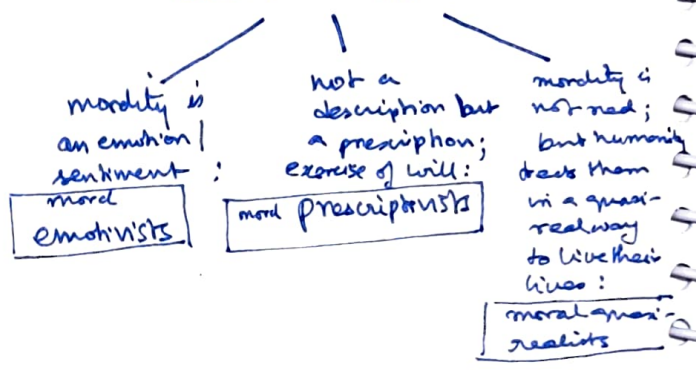 morality is
an emotion/
sentiment :
moral
emotivists
not a
description but
a prescription;
exercise of will:
moral prescriptivists
morality is
not real;
but humanity
treats them
in a quasi-
real way
to live their
lives :
moral quasi-
realists